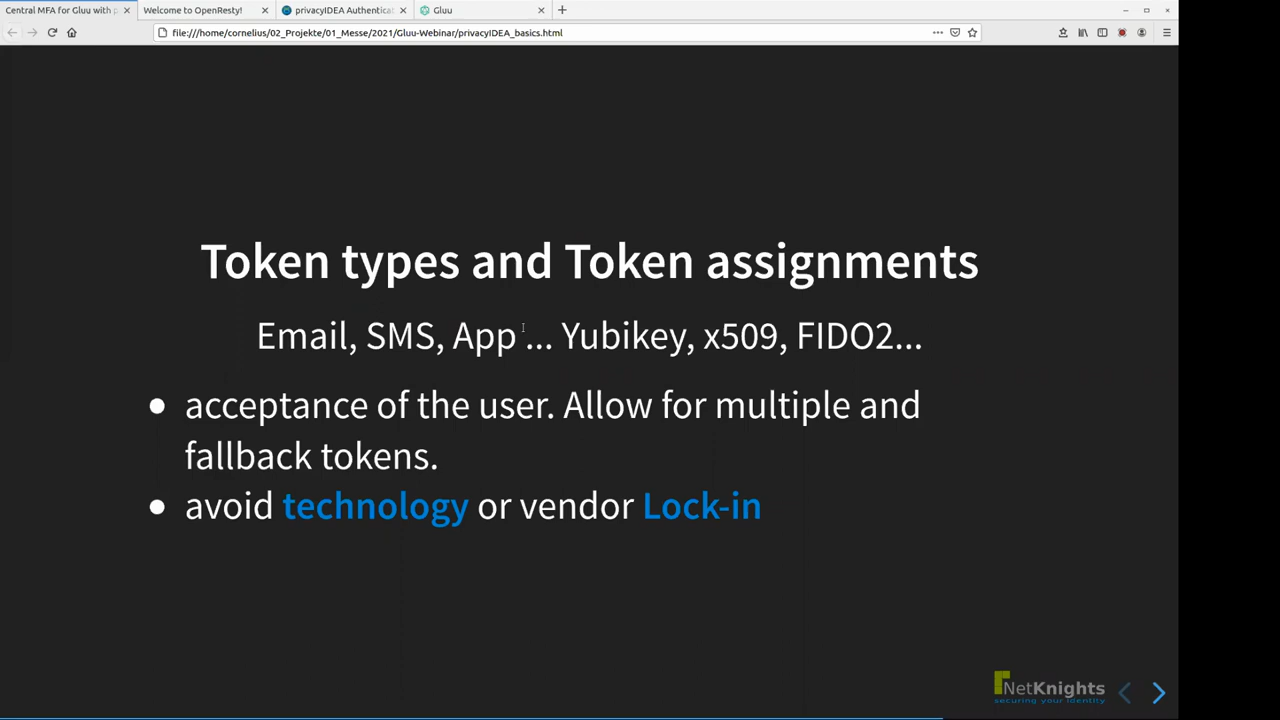 Central MFA for Gluu with p
Welcome to OpenResty!
privacyIDEA Authenticat
Gluu
file:///home/cornelius/02_Projekte/01_Messe/2021/Gluu-Webinar/privacyIDEA_basics.html
Token types and Token assignments
Email, SMS, App ... Yubikey, x509, FIDO2...
acceptance of the user. Allow for multiple and
fallback tokens.
avoid technology or vendor Lock-in
NetKnights
securing your identity